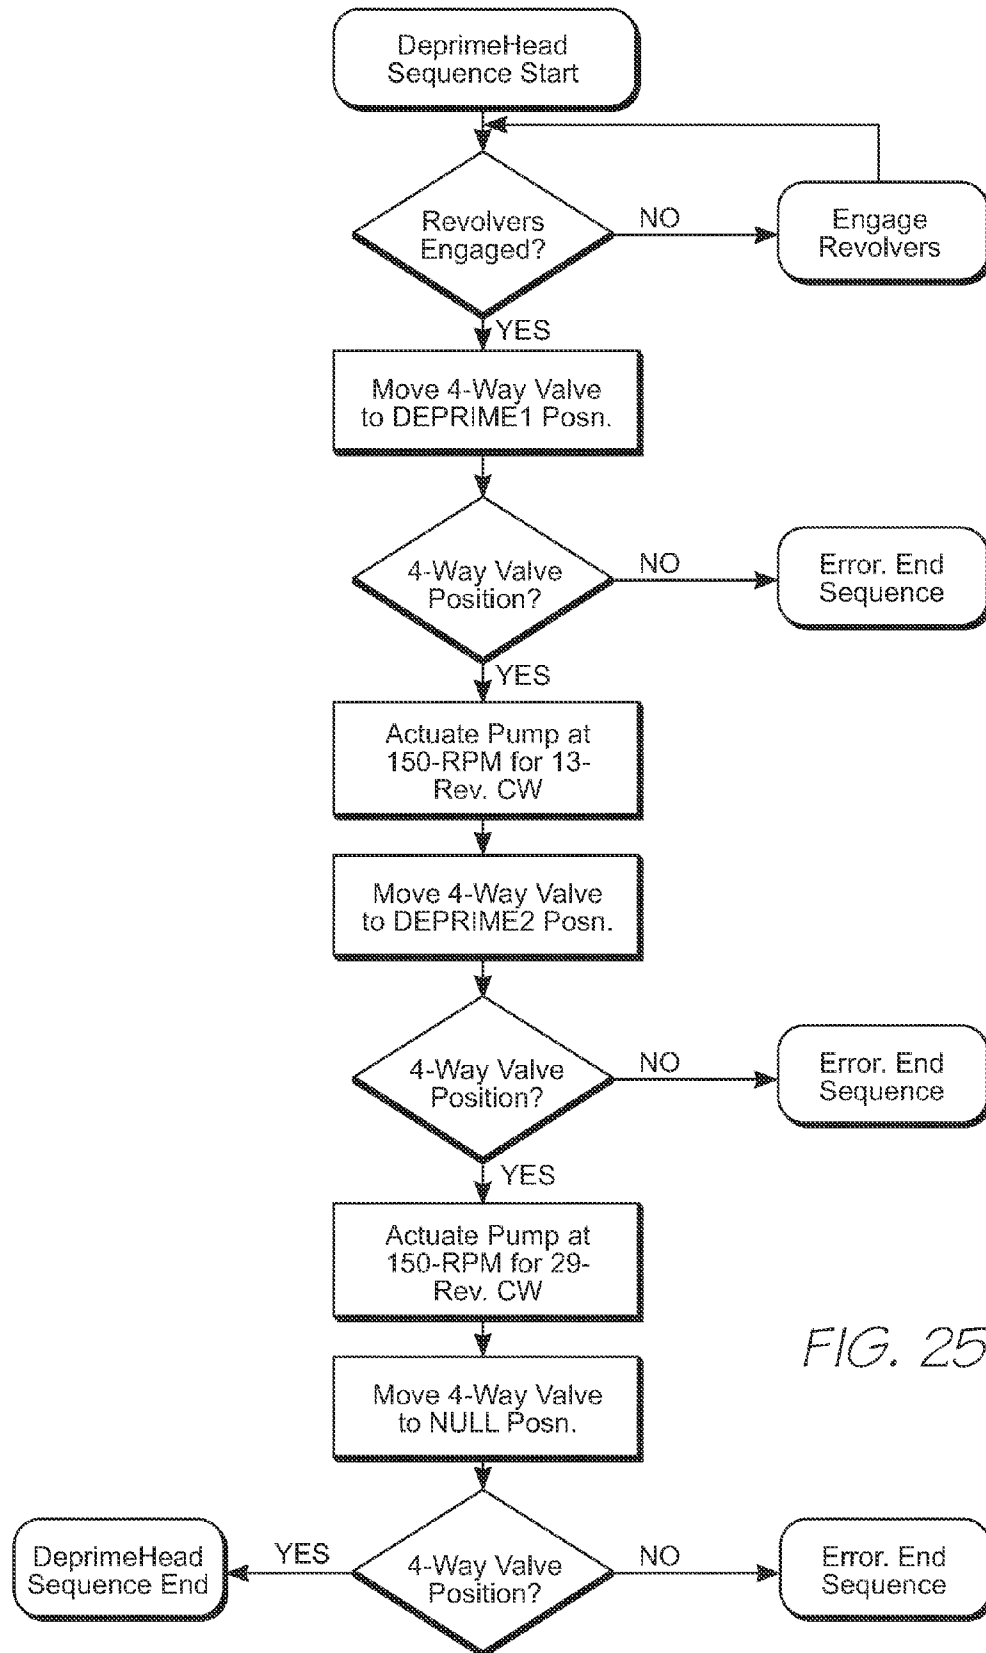 DeprimeHead
Sequence Start
Revolvers
Engaged?
NO
Engage
Revolvers
YES
Move 4-Way Valve
to DEPRIME1 Posn.
4-Way Valve
Position?
NO
Error. End
Sequence
YES
Actuate Pump at
150-RPM for 13-
Rev. CW
Move 4-Way Valve
to DEPRIME2 Posn.
4-Way Valve
Position?
NO
Error. End
Sequence
YES
Actuate Pump at
150-RPM for 29-
Rev. CW
FIG. 25
Move 4-Way Valve
to NULL Posn.
DeprimeHead
Sequence End
YES
4-Way Valve
Position?
NO
Error. End
Sequence